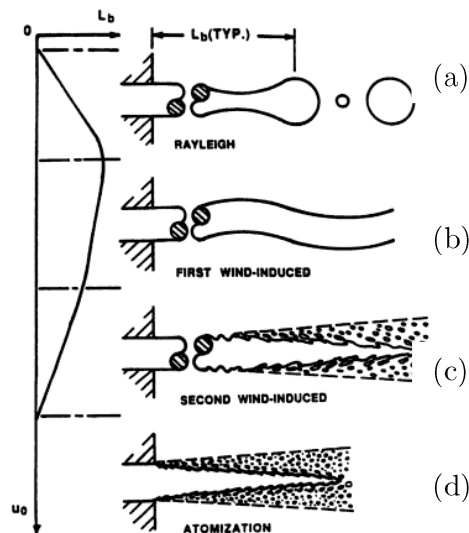 0
L_b
L_b(TYP.)
(a)
RAYLEIGH
(b)
FIRST WIND-INDUCED
(c)
SECOND WIND-INDUCED
(d)
u_0
ATOMIZATION